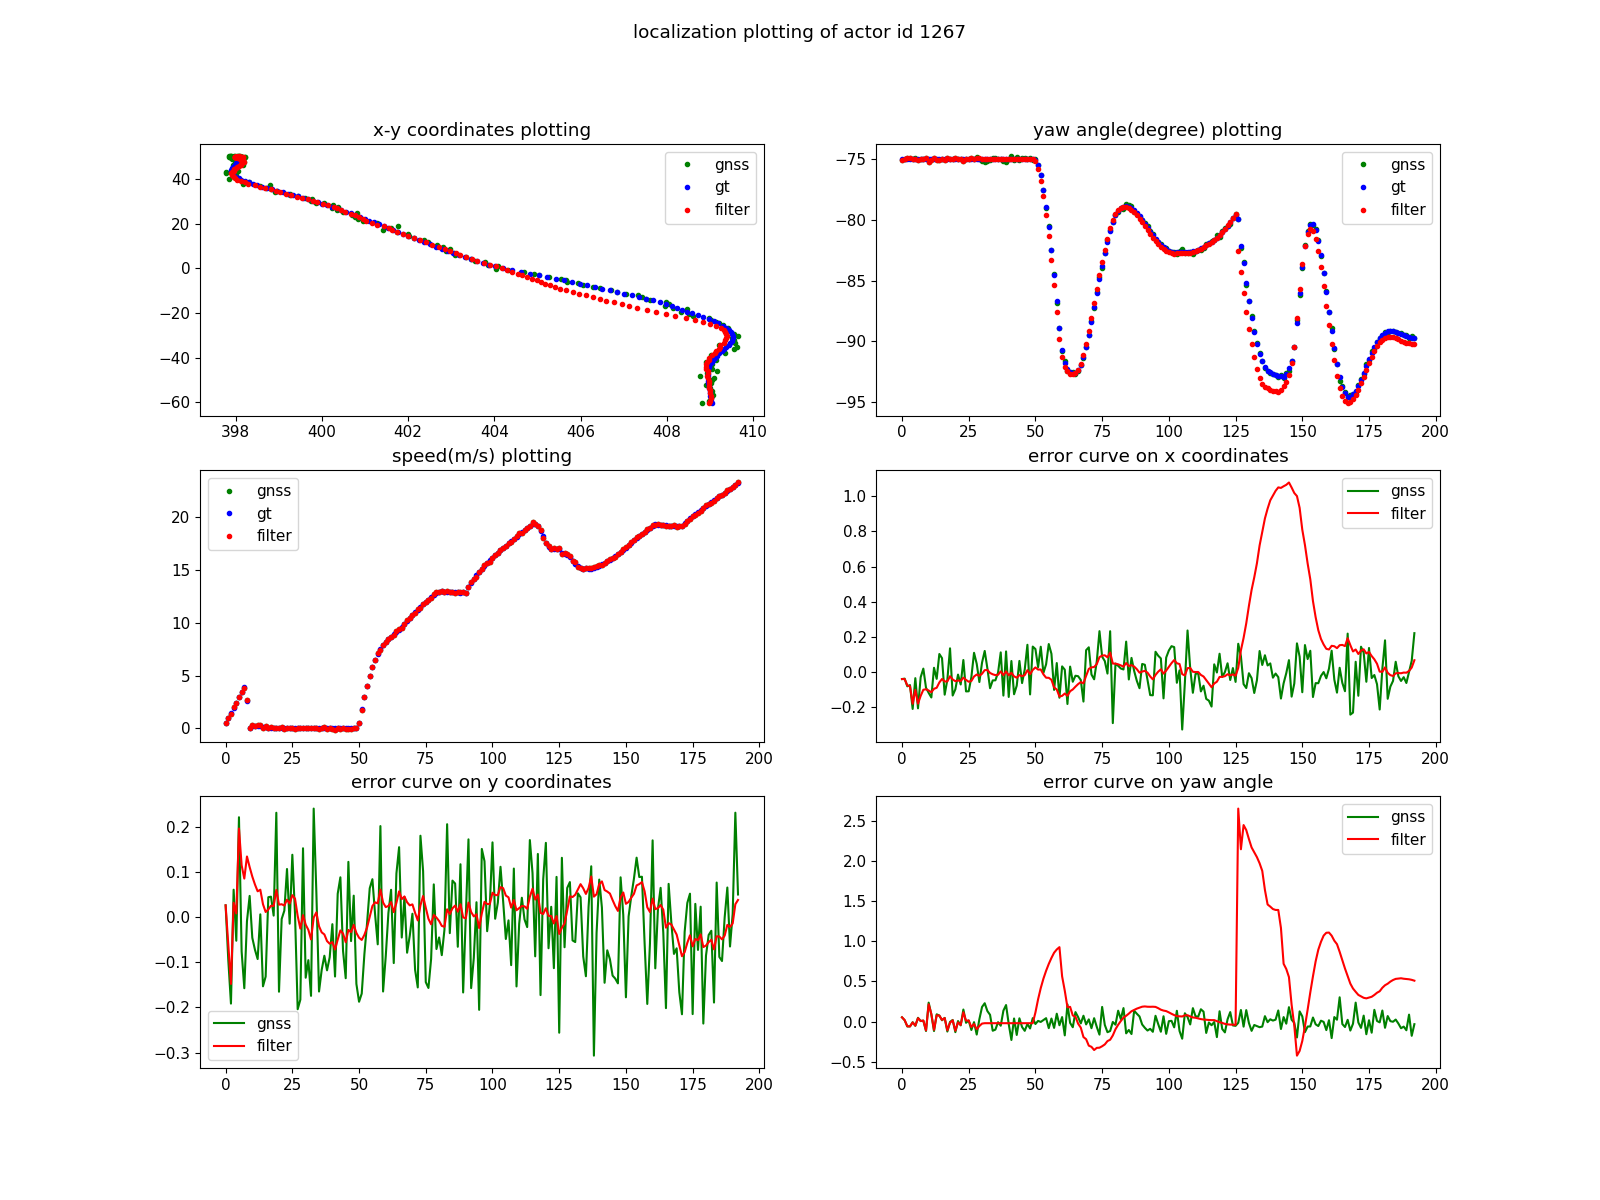 localization plotting of actor id 1267
x-y coordinates plotting
gnss
gt
filter
40
20
0
−20
−40
−60
398 400 402 404 406 408 410
yaw angle(degree) plotting
gnss
gt
filter
−75
−80
−85
−90
−95
0 25 50 75 100 125 150 175 200
speed(m/s) plotting
gnss
gt
filter
20
15
10
5
0
0 25 50 75 100 125 150 175 200
error curve on x coordinates
gnss
filter
1.0
0.8
0.6
0.4
0.2
0.0
−0.2
0 25 50 75 100 125 150 175 200
error curve on y coordinates
0.2
0.1
0.0
−0.1
−0.2
−0.3
gnss
filter
0 25 50 75 100 125 150 175 200
error curve on yaw angle
gnss
filter
2.5
2.0
1.5
1.0
0.5
0.0
−0.5
0 25 50 75 100 125 150 175 200